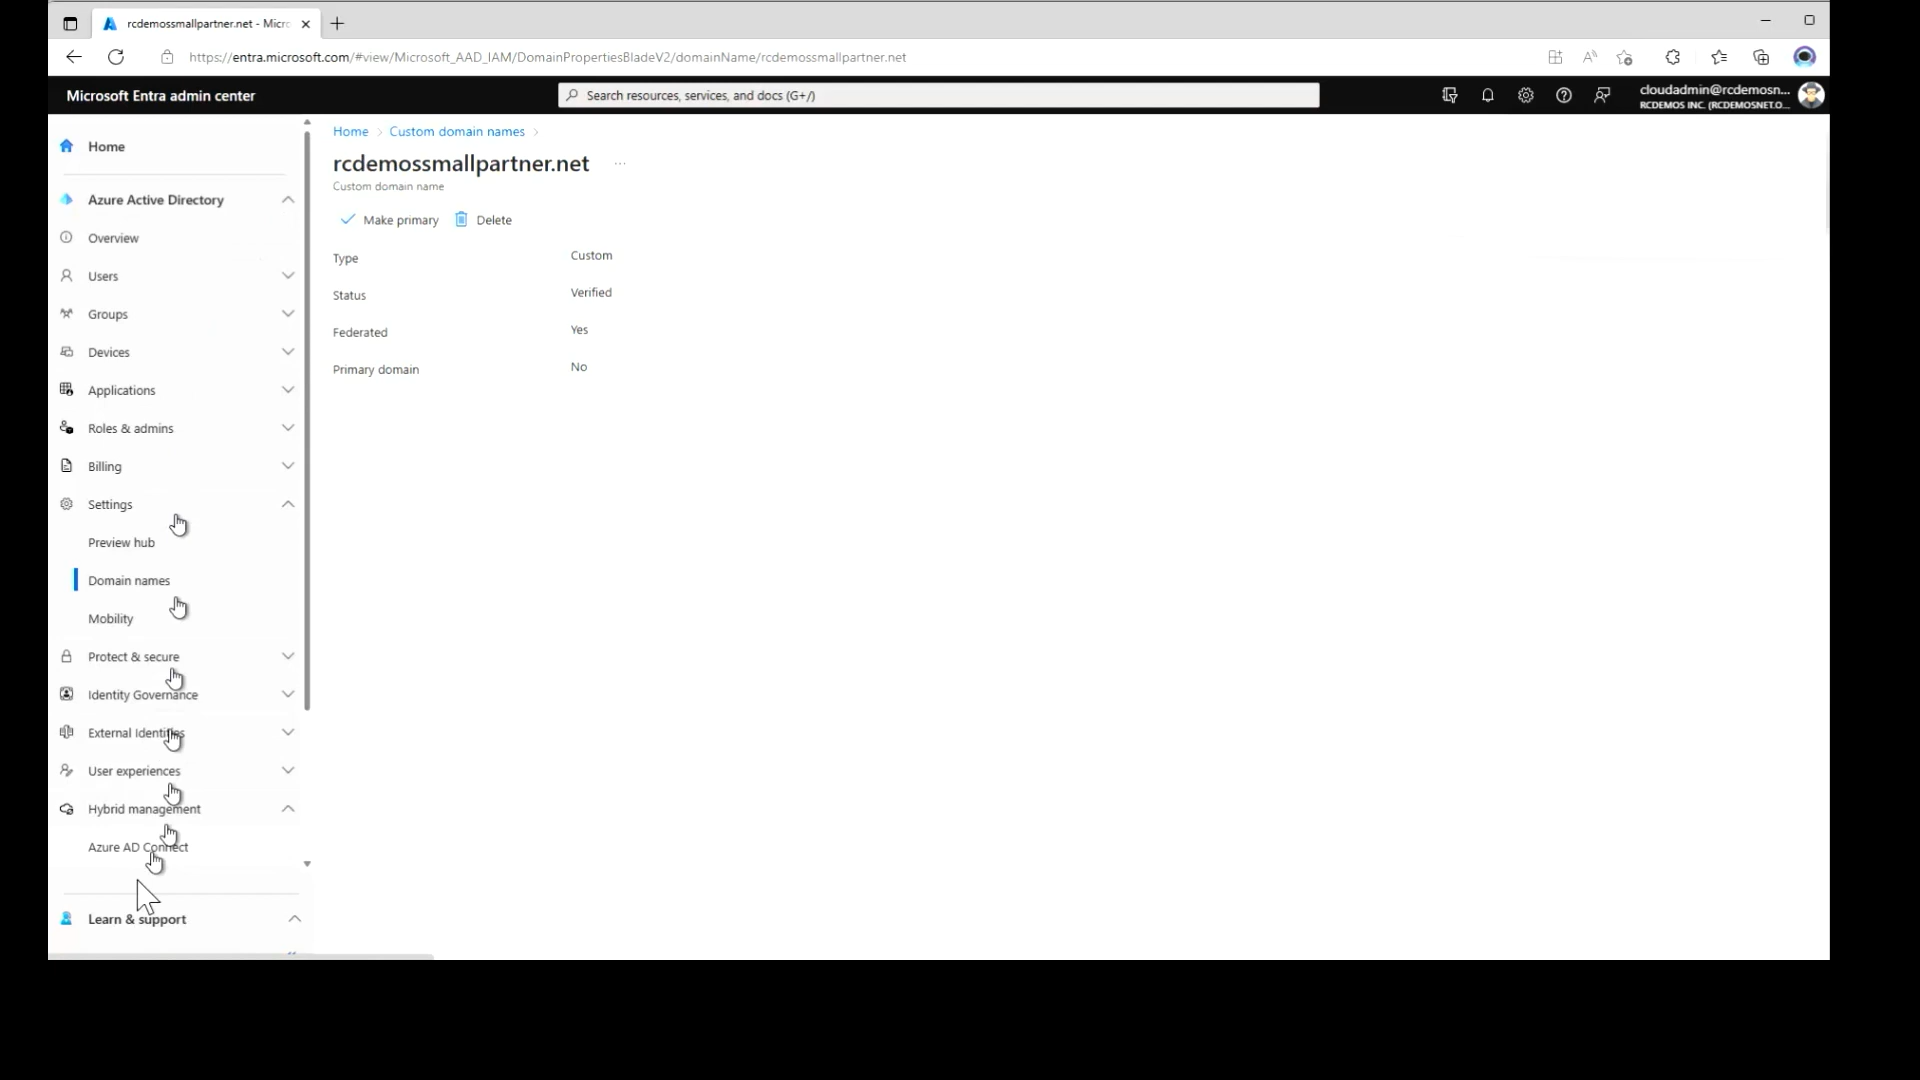 rcdemossmallpartner.net - Micro
https://entra.microsoft.com/#view/Microsoft_AAD_IAM/DomainPropertiesBladeV2/domainName/rcdemossmallpartner.net
Microsoft Entra admin center
Search resources, services, and docs (G+/)
cloudadmin@rcdemosn...
RCDEMOS INC. (RCDEMOSNET.O...
Home
Azure Active Directory
Overview
Users
Groups
Devices
Applications
Roles & admins
Billing
Settings
Preview hub
Domain names
Mobility
Protect & secure
Identity Governance
External Identities
User experiences
Hybrid management
Azure AD Connect
Learn & support
Home > Custom domain names >
rcdemossmallpartner.net ...
Custom domain name
Make primary Delete
Type Custom
Status Verified
Federated Yes
Primary domain No